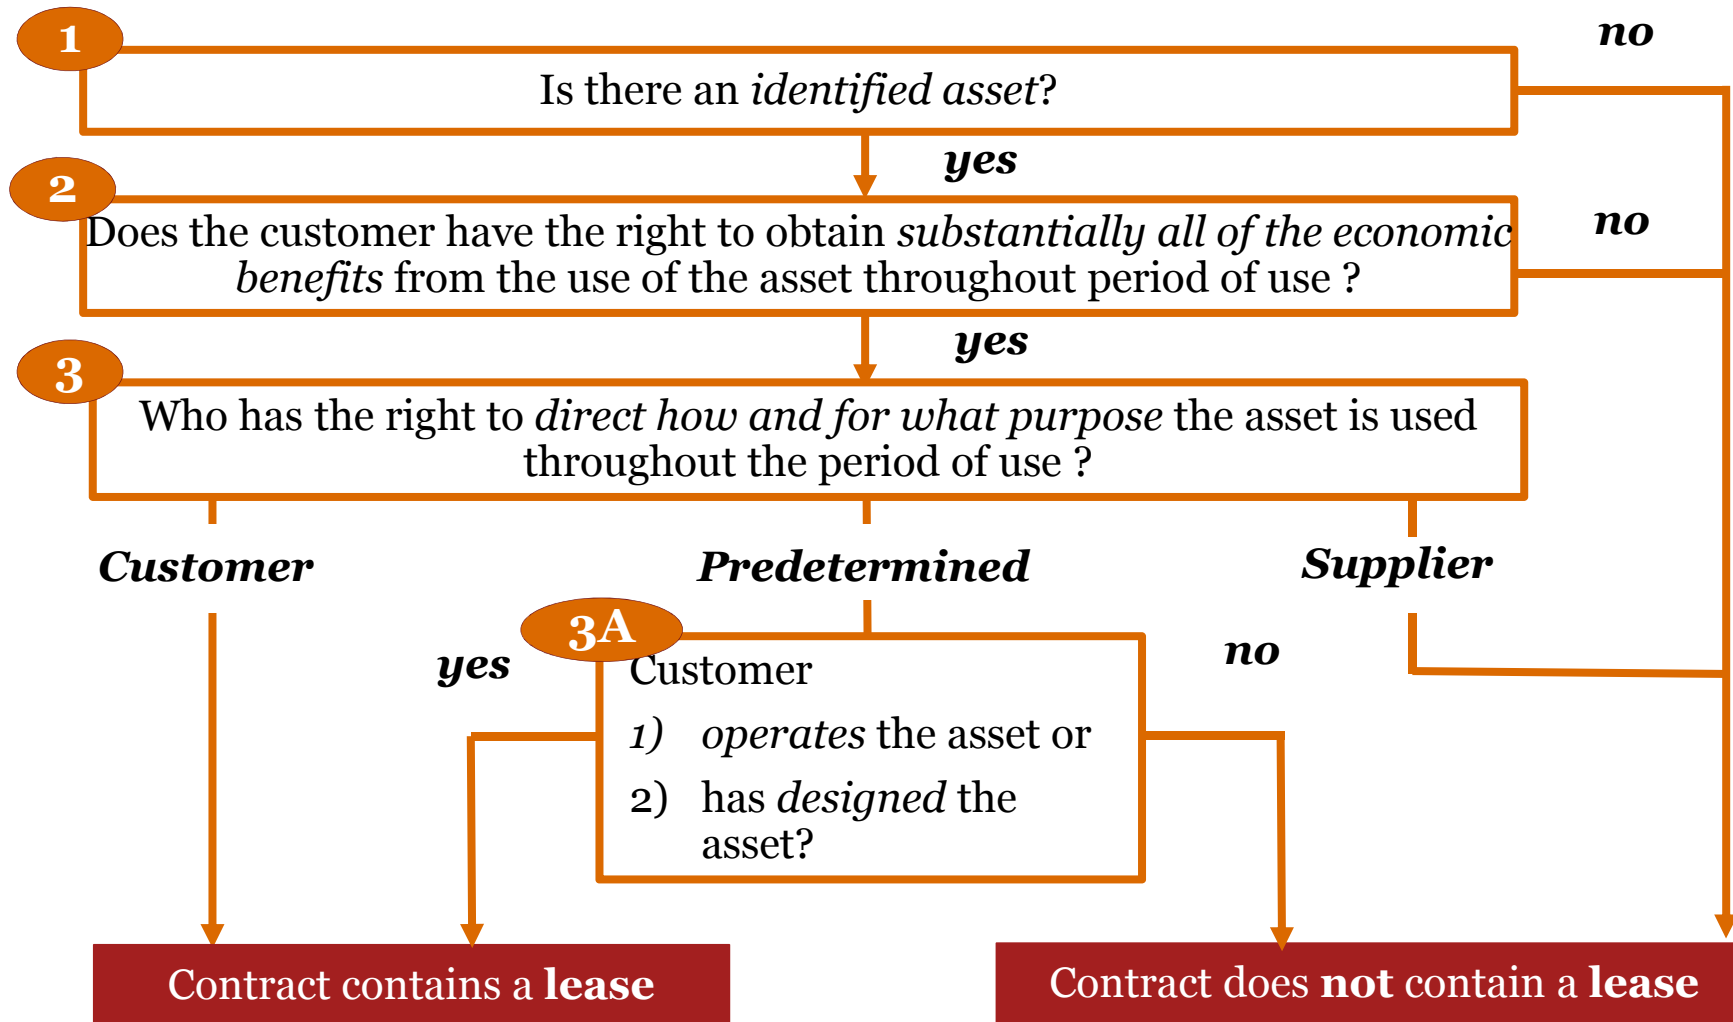 1
no
Is there an identified asset?
yes
2
Does the customer have the right to obtain substantially all of the economic
benefits from the use of the asset throughout period of use ?
no
yes
3
Who has the right to direct how and for what purpose the asset is used
throughout the period of use ?
Customer
Predetermined
Supplier
3A
yes
no
Customer
1) operates the asset or
2) has designed the
asset?
Contract contains a lease
Contract does not contain a lease